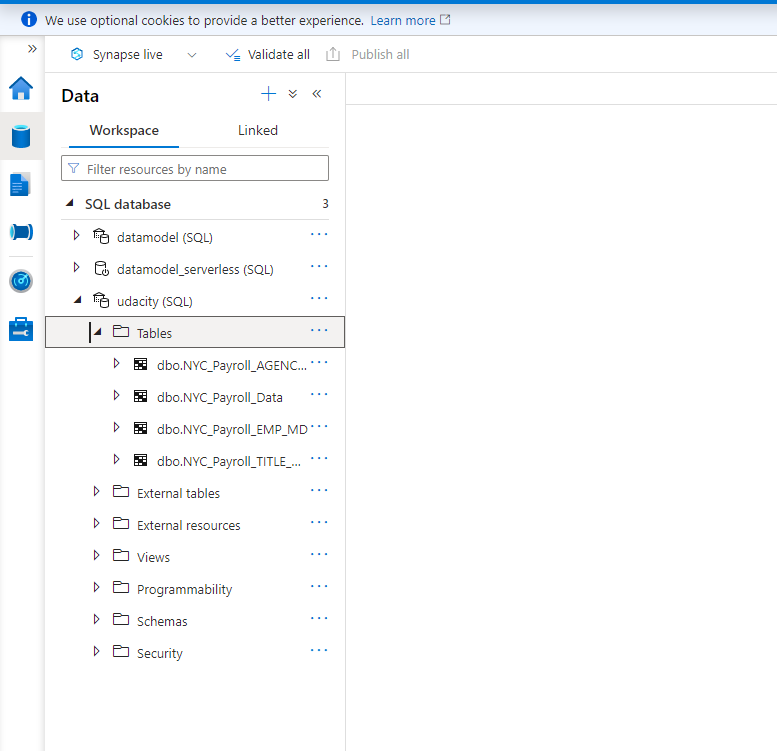 We use optional cookies to provide a better experience. Learn more
Synapse live Validate all Publish all
Data
Workspace Linked
Filter resources by name
SQL database 3
datamodel (SQL)
datamodel_serverless (SQL)
udacity (SQL)
Tables
dbo.NYC_Payroll_AGENC...
dbo.NYC_Payroll_Data
dbo.NYC_Payroll_EMP_MD
dbo.NYC_Payroll_TITLE_...
External tables
External resources
Views
Programmability
Schemas
Security